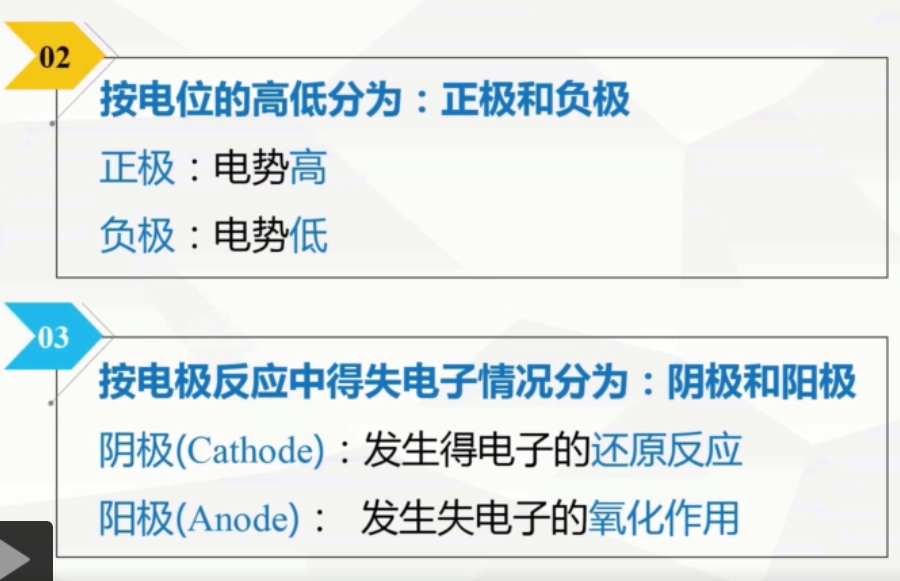 02
按电位的高低分为：正极和负极
正极：电势高
负极：电势低
03
按电极反应中得失电子情况分为：阴极和阳极
阴极(Cathode)：发生得电子的还原反应
阳极(Anode)： 发生失电子的氧化作用